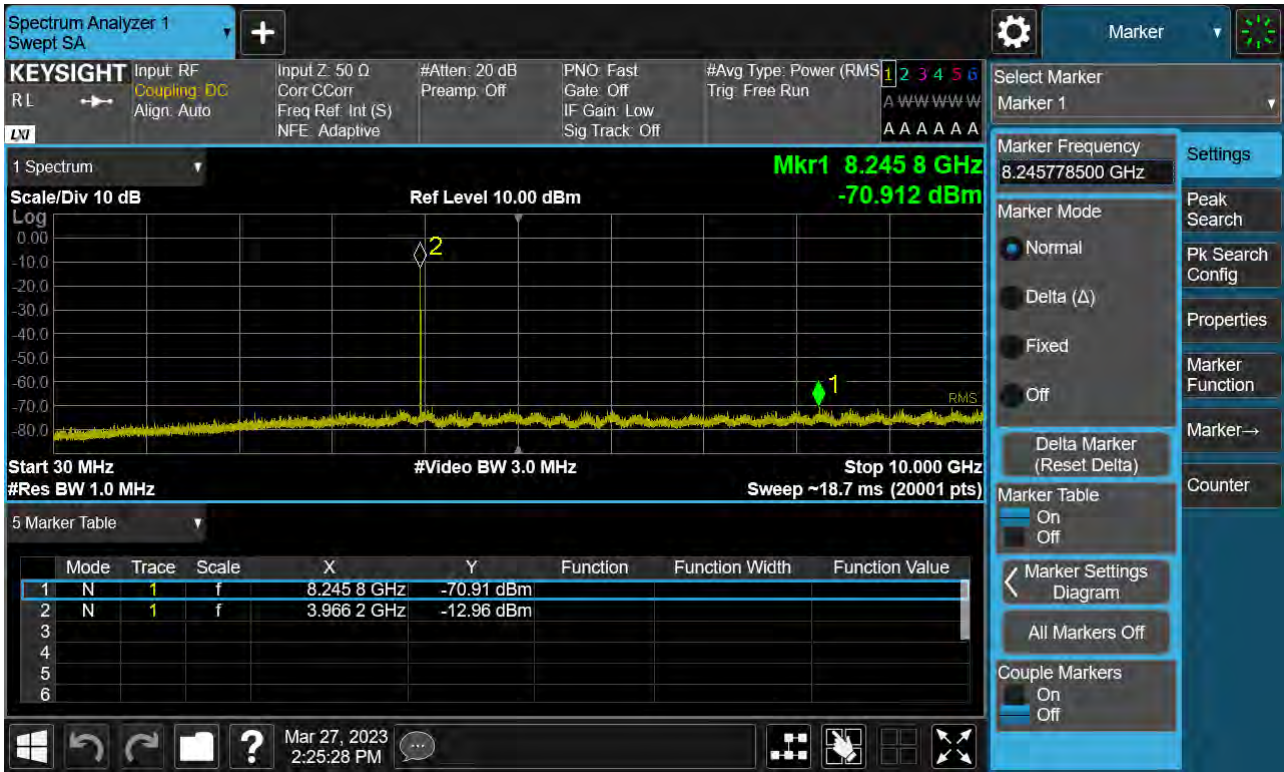 Spectrum Analyzer 1
Swept SA
+
Marker
KEYSIGHT
RL
LXI
Input: RF
Coupling: DC
Align: Auto
Input Z: 50 Ω
Corr CCorr
Freq Ref: Int (S)
NFE: Adaptive
#Atten: 20 dB
Preamp: Off
PNO: Fast
Gate: Off
IF Gain: Low
Sig Track: Off
#Avg Type: Power (RMS
Trig: Free Run
1 2 3 4 5 6
A W W W W W
A A A A A A
Select Marker
Marker 1
1 Spectrum
Mkr1 8.245 8 GHz
-70.912 dBm
Scale/Div 10 dB
Ref Level 10.00 dBm
Log
0.00
-10.0
-20.0
-30.0
-40.0
-50.0
-60.0
-70.0
-80.0
2
1
RMS
Start 30 MHz
#Video BW 3.0 MHz
Stop 10.000 GHz
#Res BW 1.0 MHz
Sweep ~18.7 ms (20001 pts)
5 Marker Table
Mode Trace Scale X Y Function Function Width Function Value
1 N 1 f 8.245 8 GHz -70.91 dBm
2 N 1 f 3.966 2 GHz -12.96 dBm
3
4
5
6
Marker Frequency
8.245778500 GHz
Marker Mode
Normal
Delta (Δ)
Fixed
Off
Delta Marker
(Reset Delta)
Marker Table
On
Off
Marker Settings
Diagram
All Markers Off
Couple Markers
On
Off
Settings
Peak
Search
Pk Search
Config
Properties
Marker
Function
Marker→
Counter
?
Mar 27, 2023
2:25:28 PM